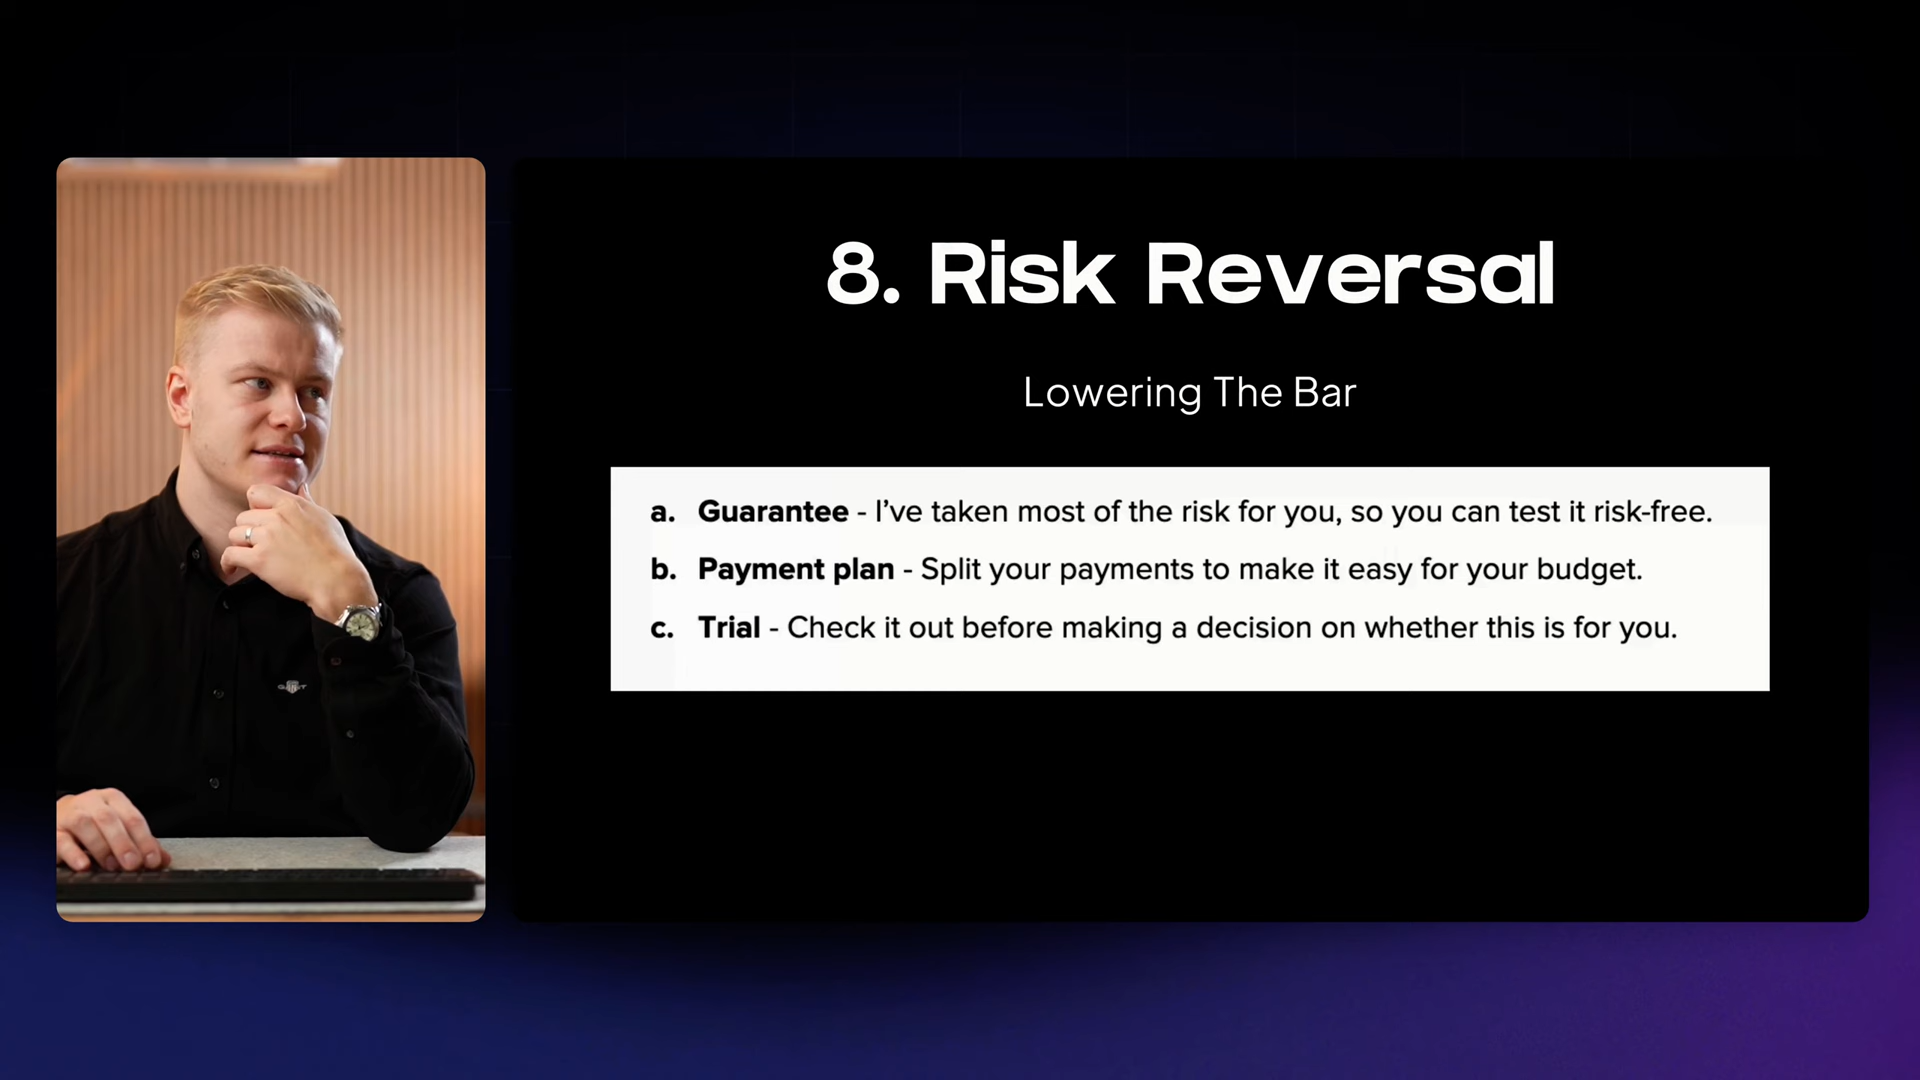 8. Risk Reversal
Lowering The Bar
a. Guarantee - I’ve taken most of the risk for you, so you can test it risk-free.
b. Payment plan - Split your payments to make it easy for your budget.
c. Trial - Check it out before making a decision on whether this is for you.
GANT